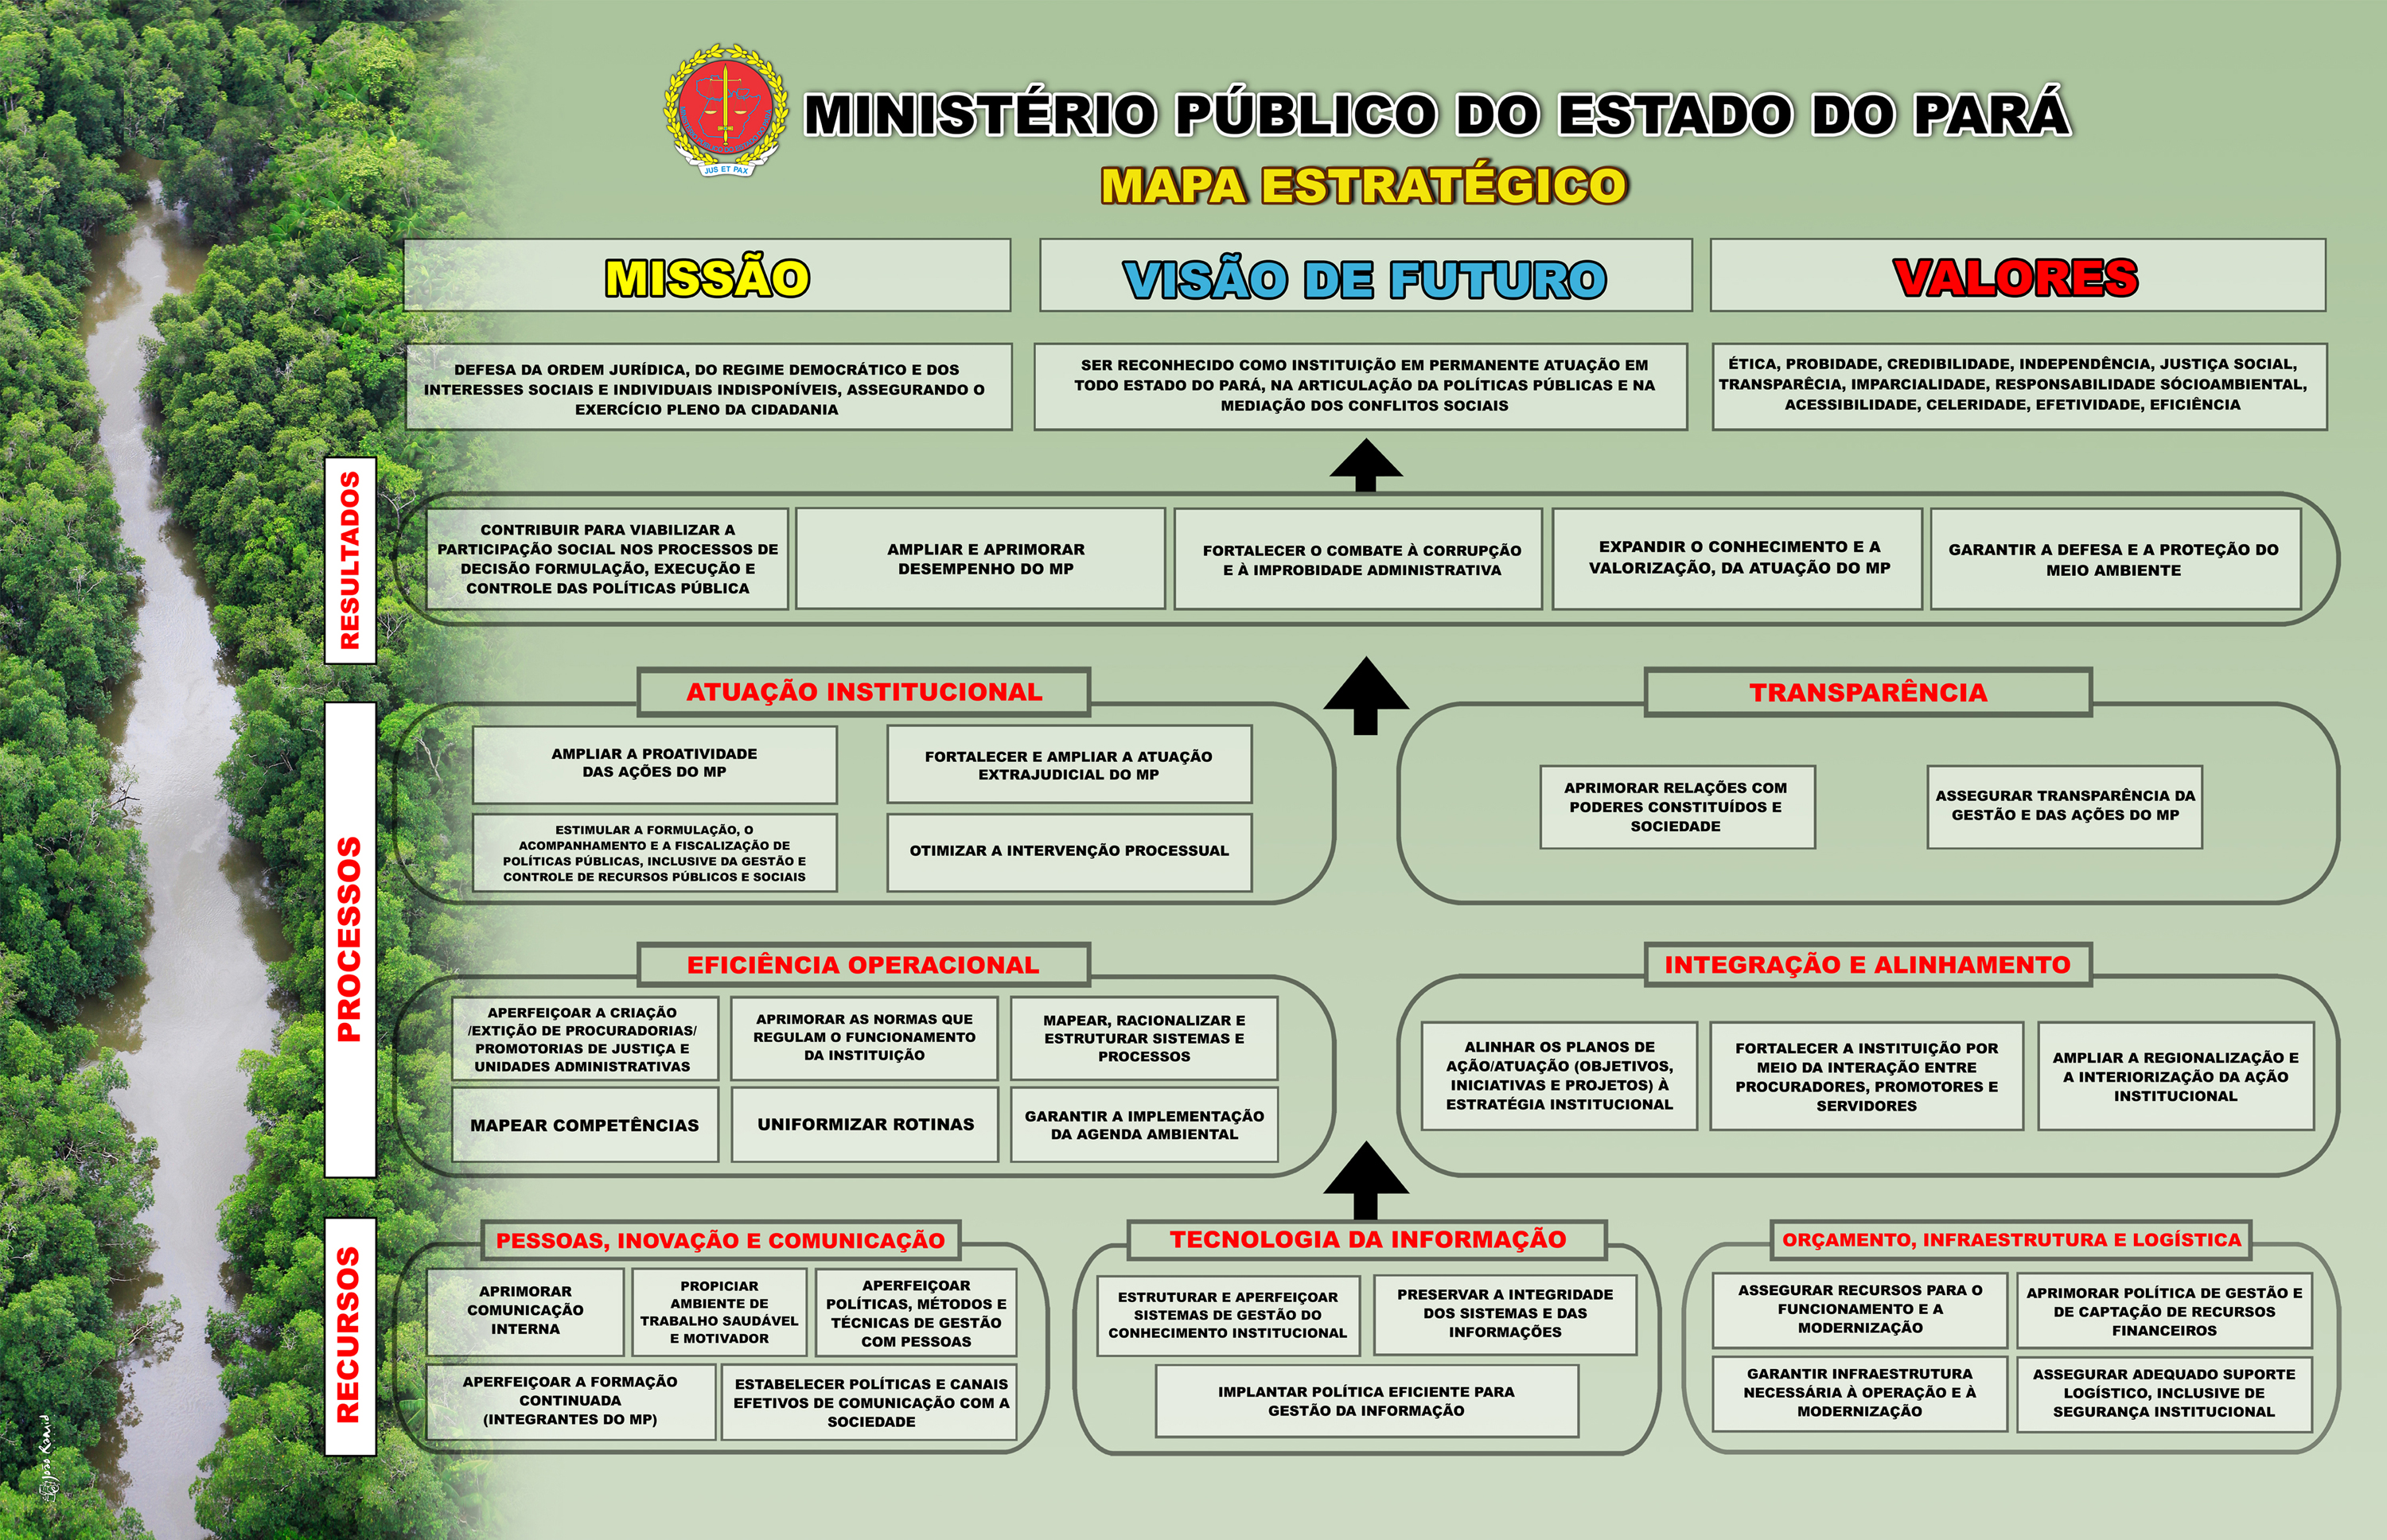 MINISTÉRIO PÚBLICO DO ESTADO DO PARÁ
JUS ET PAX
MAPA ESTRATÉGICO
MISSÃO
DEFESA DA ORDEM JURÍDICA, DO REGIME DEMOCRÁTICO E DOS
INTERESSES SOCIAIS E INDIVIDUAIS INDISPONÍVEIS, ASSEGURANDO O
EXERCÍCIO PLENO DA CIDADANIA
VISÃO DE FUTURO
SER RECONHECIDO COMO INSTITUIÇÃO EM PERMANENTE ATUAÇÃO EM
TODO ESTADO DO PARÁ, NA ARTICULAÇÃO DA POLÍTICAS PÚBLICAS E NA
MEDIAÇÃO DOS CONFLITOS SOCIAIS
VALORES
ÉTICA, PROBIDADE, CREDIBILIDADE, INDEPENDÊNCIA, JUSTIÇA SOCIAL,
TRANSPARÊCIA, IMPARCIALIDADE, RESPONSABILIDADE SÓCIOAMBIENTAL,
ACESSIBILIDADE, CELERIDADE, EFETIVIDADE, EFICIÊNCIA
RESULTADOS
CONTRIBUIR PARA VIABILIZAR A
PARTICIPAÇÃO SOCIAL NOS PROCESSOS DE
DECISÃO FORMULAÇÃO, EXECUÇÃO E
CONTROLE DAS POLÍTICAS PÚBLICA
AMPLIAR E APRIMORAR
DESEMPENHO DO MP
FORTALECER O COMBATE À CORRUPÇÃO
E À IMPROBIDADE ADMINISTRATIVA
EXPANDIR O CONHECIMENTO E A
VALORIZAÇÃO, DA ATUAÇÃO DO MP
GARANTIR A DEFESA E A PROTEÇÃO DO
MEIO AMBIENTE
PROCESSOS
ATUAÇÃO INSTITUCIONAL
AMPLIAR A PROATIVIDADE
DAS AÇÕES DO MP
FORTALECER E AMPLIAR A ATUAÇÃO
EXTRAJUDICIAL DO MP
ESTIMULAR A FORMULAÇÃO, O
ACOMPANHAMENTO E A FISCALIZAÇÃO DE
POLÍTICAS PÚBLICAS, INCLUSIVE DA GESTÃO E
CONTROLE DE RECURSOS PÚBLICOS E SOCIAIS
OTIMIZAR A INTERVENÇÃO PROCESSUAL
TRANSPARÊNCIA
APRIMORAR RELAÇÕES COM
PODERES CONSTITUÍDOS E
SOCIEDADE
ASSEGURAR TRANSPARÊNCIA DA
GESTÃO E DAS AÇÕES DO MP
EFICIÊNCIA OPERACIONAL
APERFEIÇOAR A CRIAÇÃO
/EXTIÇÃO DE PROCURADORIAS/
PROMOTORIAS DE JUSTIÇA E
UNIDADES ADMINISTRATIVAS
APRIMORAR AS NORMAS QUE
REGULAM O FUNCIONAMENTO
DA INSTITUIÇÃO
MAPEAR, RACIONALIZAR E
ESTRUTURAR SISTEMAS E
PROCESSOS
MAPEAR COMPETÊNCIAS
UNIFORMIZAR ROTINAS
GARANTIR A IMPLEMENTAÇÃO
DA AGENDA AMBIENTAL
INTEGRAÇÃO E ALINHAMENTO
ALINHAR OS PLANOS DE
AÇÃO/ATUAÇÃO (OBJETIVOS,
INICIATIVAS E PROJETOS) À
ESTRATÉGIA INSTITUCIONAL
FORTALECER A INSTITUIÇÃO POR
MEIO DA INTERAÇÃO ENTRE
PROCURADORES, PROMOTORES E
SERVIDORES
AMPLIAR A REGIONALIZAÇÃO E
A INTERIORIZAÇÃO DA AÇÃO
INSTITUCIONAL
RECURSOS
PESSOAS, INOVAÇÃO E COMUNICAÇÃO
APRIMORAR
COMUNICAÇÃO
INTERNA
PROPICIAR
AMBIENTE DE
TRABALHO SAUDÁVEL
E MOTIVADOR
APERFEIÇOAR
POLÍTICAS, MÉTODOS E
TÉCNICAS DE GESTÃO
COM PESSOAS
APERFEIÇOAR A FORMAÇÃO
CONTINUADA
(INTEGRANTES DO MP)
ESTABELECER POLÍTICAS E CANAIS
EFETIVOS DE COMUNICAÇÃO COM A
SOCIEDADE
TECNOLOGIA DA INFORMAÇÃO
ESTRUTURAR E APERFEIÇOAR
SISTEMAS DE GESTÃO DO
CONHECIMENTO INSTITUCIONAL
PRESERVAR A INTEGRIDADE
DOS SISTEMAS E DAS
INFORMAÇÕES
IMPLANTAR POLÍTICA EFICIENTE PARA
GESTÃO DA INFORMAÇÃO
ORÇAMENTO, INFRAESTRUTURA E LOGÍSTICA
ASSEGURAR RECURSOS PARA O
FUNCIONAMENTO E A
MODERNIZAÇÃO
APRIMORAR POLÍTICA DE GESTÃO E
DE CAPTAÇÃO DE RECURSOS
FINANCEIROS
GARANTIR INFRAESTRUTURA
NECESSÁRIA À OPERAÇÃO E À
MODERNIZAÇÃO
ASSEGURAR ADEQUADO SUPORTE
LOGÍSTICO, INCLUSIVE DE
SEGURANÇA INSTITUCIONAL